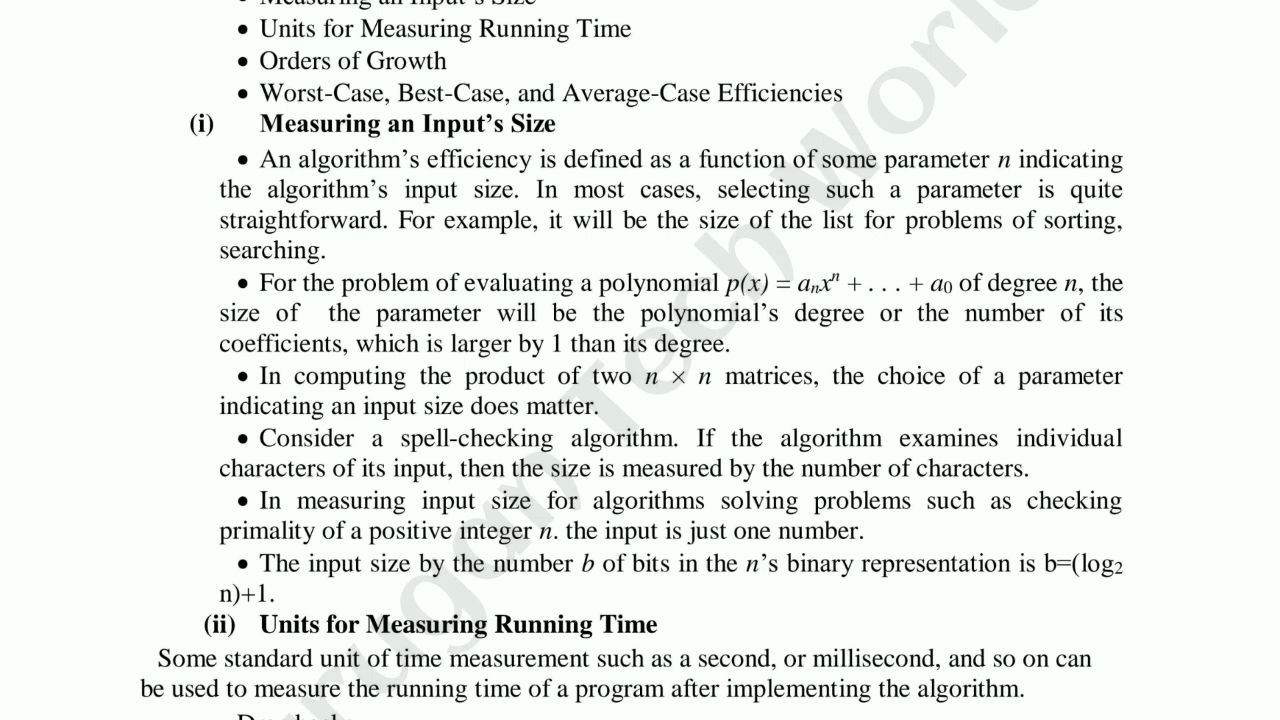 • Measuring an Input's Size
• Units for Measuring Running Time
• Orders of Growth
• Worst-Case, Best-Case, and Average-Case Efficiencies
(i) Measuring an Input’s Size
• An algorithm’s efficiency is defined as a function of some parameter n indicating
the algorithm’s input size. In most cases, selecting such a parameter is quite
straightforward. For example, it will be the size of the list for problems of sorting,
searching.
• For the problem of evaluating a polynomial p(x) = aₙxⁿ + . . . + a₀ of degree n, the
size of the parameter will be the polynomial’s degree or the number of its
coefficients, which is larger by 1 than its degree.
• In computing the product of two n × n matrices, the choice of a parameter
indicating an input size does matter.
• Consider a spell-checking algorithm. If the algorithm examines individual
characters of its input, then the size is measured by the number of characters.
• In measuring input size for algorithms solving problems such as checking
primality of a positive integer n. the input is just one number.
• The input size by the number b of bits in the n’s binary representation is b=(log₂
n)+1.
(ii) Units for Measuring Running Time
Some standard unit of time measurement such as a second, or millisecond, and so on can
be used to measure the running time of a program after implementing the algorithm.